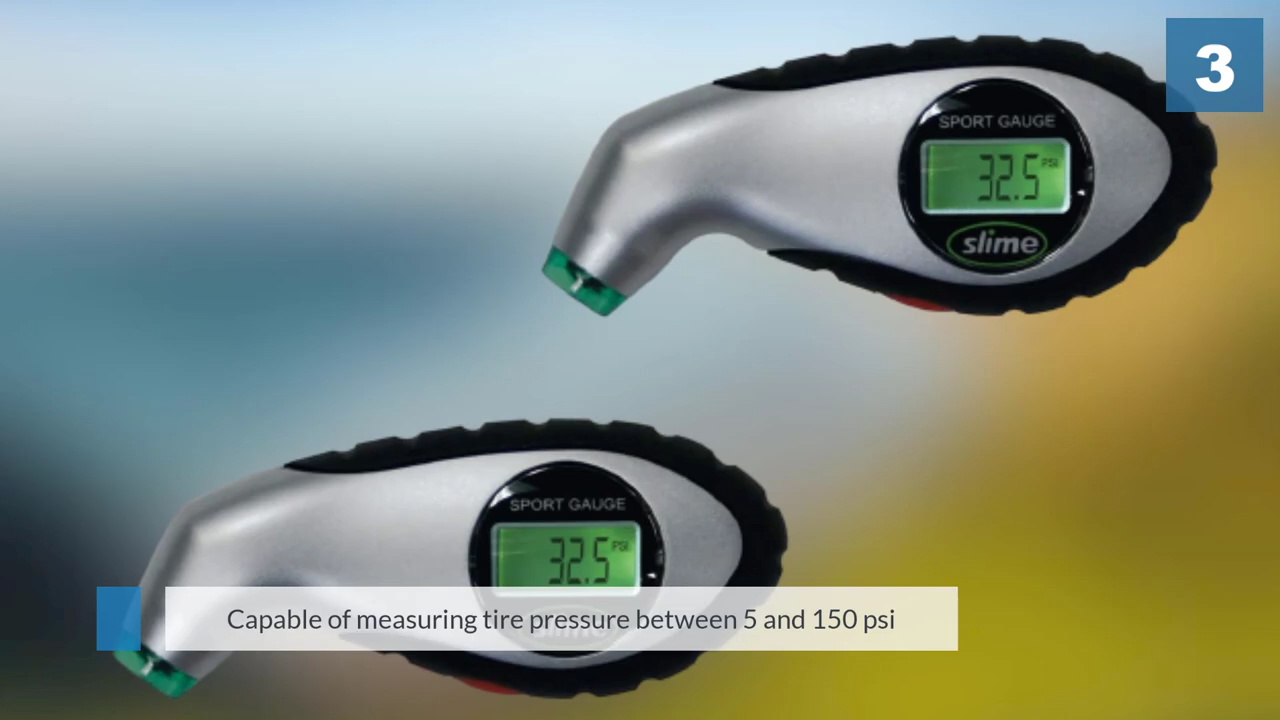 3
SPORT GAUGE
32.5 PSI
slime
SPORT GAUGE
32.5 PSI
Capable of measuring tire pressure between 5 and 150 psi
slime